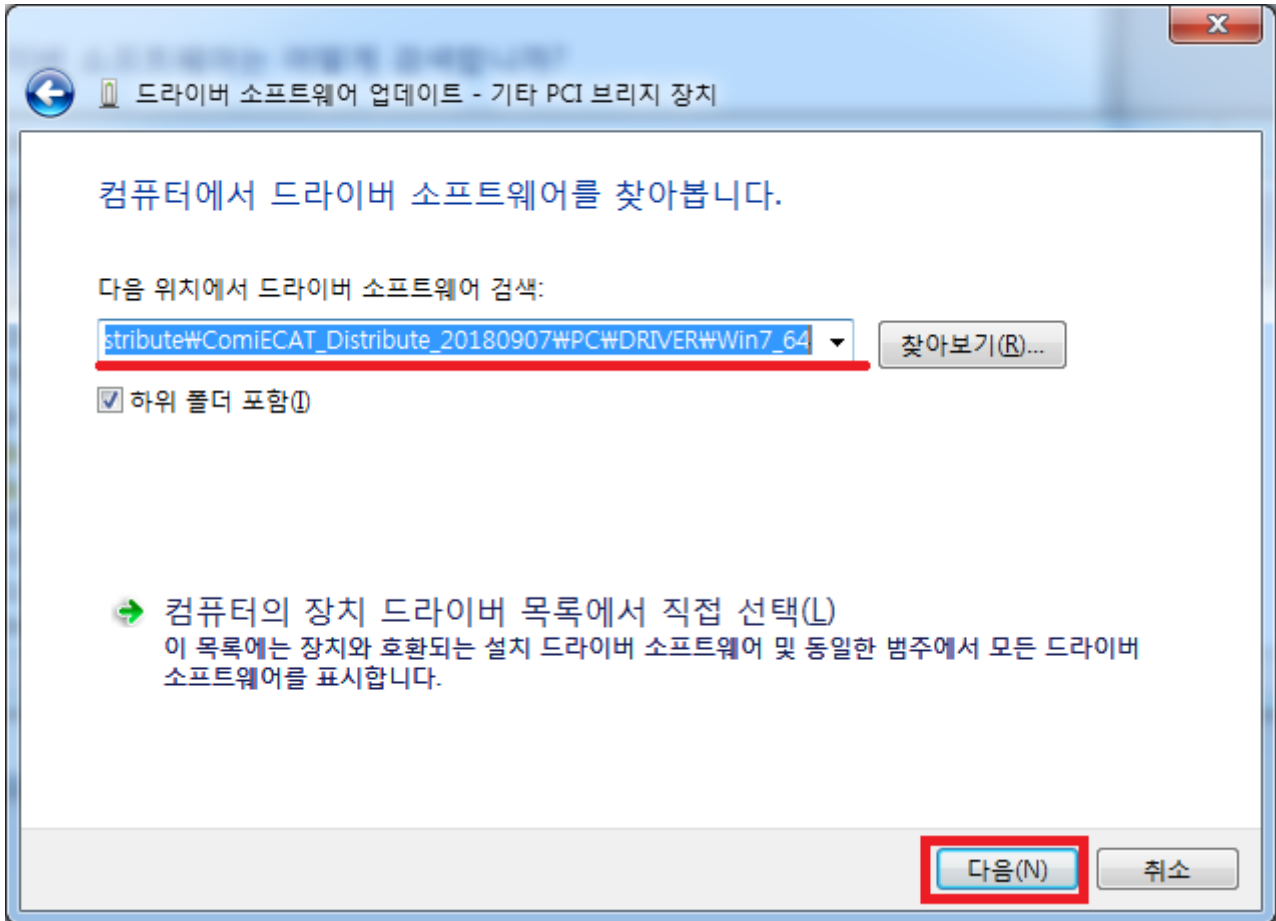 드라이버 소프트웨어 업데이트 - 기타 PCI 브리지 장치
컴퓨터에서 드라이버 소프트웨어를 찾아봅니다.
다음 위치에서 드라이버 소프트웨어 검색:
stribute₩ComiECAT_Distribute_20180907₩PC₩DRIVER₩Win7_64
찾아보기(R)...
하위 폴더 포함(I)
컴퓨터의 장치 드라이버 목록에서 직접 선택(L)
이 목록에는 장치와 호환되는 설치 드라이버 소프트웨어 및 동일한 범주에서 모든 드라이버
소프트웨어를 표시합니다.
다음(N)
취소